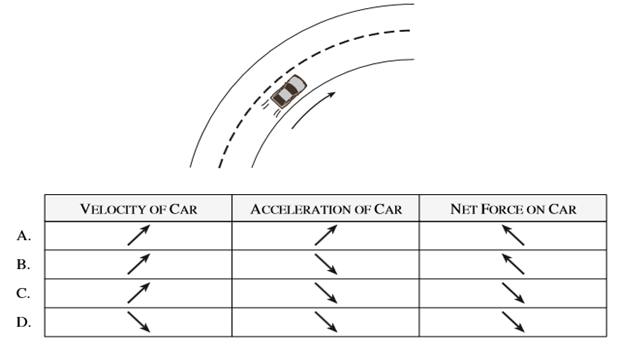 VELOCITY OF CAR ACCELERATION OF CAR NET FORCE ON CAR
A.
B.
C.
D.